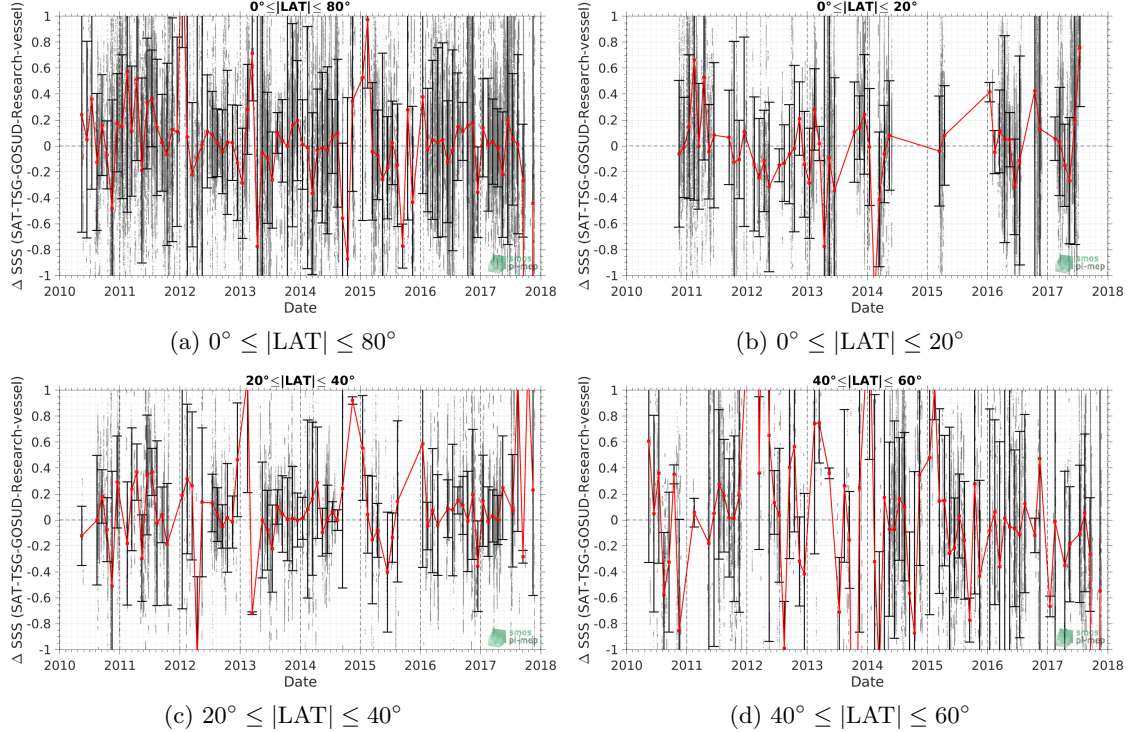 0°≤|LAT|≤ 80°
Δ SSS (SAT-TSG-GOSUD-Research-vessel)
1
0.8
0.6
0.4
0.2
0
-0.2
-0.4
-0.6
-0.8
-1
2010 2011 2012 2013 2014 2015 2016 2017 2018
Date
smos
pi-mep
(a) 0° ≤ |LAT| ≤ 80°
0°≤|LAT|≤ 20°
Δ SSS (SAT-TSG-GOSUD-Research-vessel)
1
0.8
0.6
0.4
0.2
0
-0.2
-0.4
-0.6
-0.8
-1
2010 2011 2012 2013 2014 2015 2016 2017 2018
Date
smos
pi-mep
(b) 0° ≤ |LAT| ≤ 20°
20°≤|LAT|≤ 40°
Δ SSS (SAT-TSG-GOSUD-Research-vessel)
1
0.8
0.6
0.4
0.2
0
-0.2
-0.4
-0.6
-0.8
-1
2010 2011 2012 2013 2014 2015 2016 2017 2018
Date
smos
pi-mep
(c) 20° ≤ |LAT| ≤ 40°
40°≤|LAT|≤ 60°
Δ SSS (SAT-TSG-GOSUD-Research-vessel)
1
0.8
0.6
0.4
0.2
0
-0.2
-0.4
-0.6
-0.8
-1
2010 2011 2012 2013 2014 2015 2016 2017 2018
Date
smos
pi-mep
(d) 40° ≤ |LAT| ≤ 60°